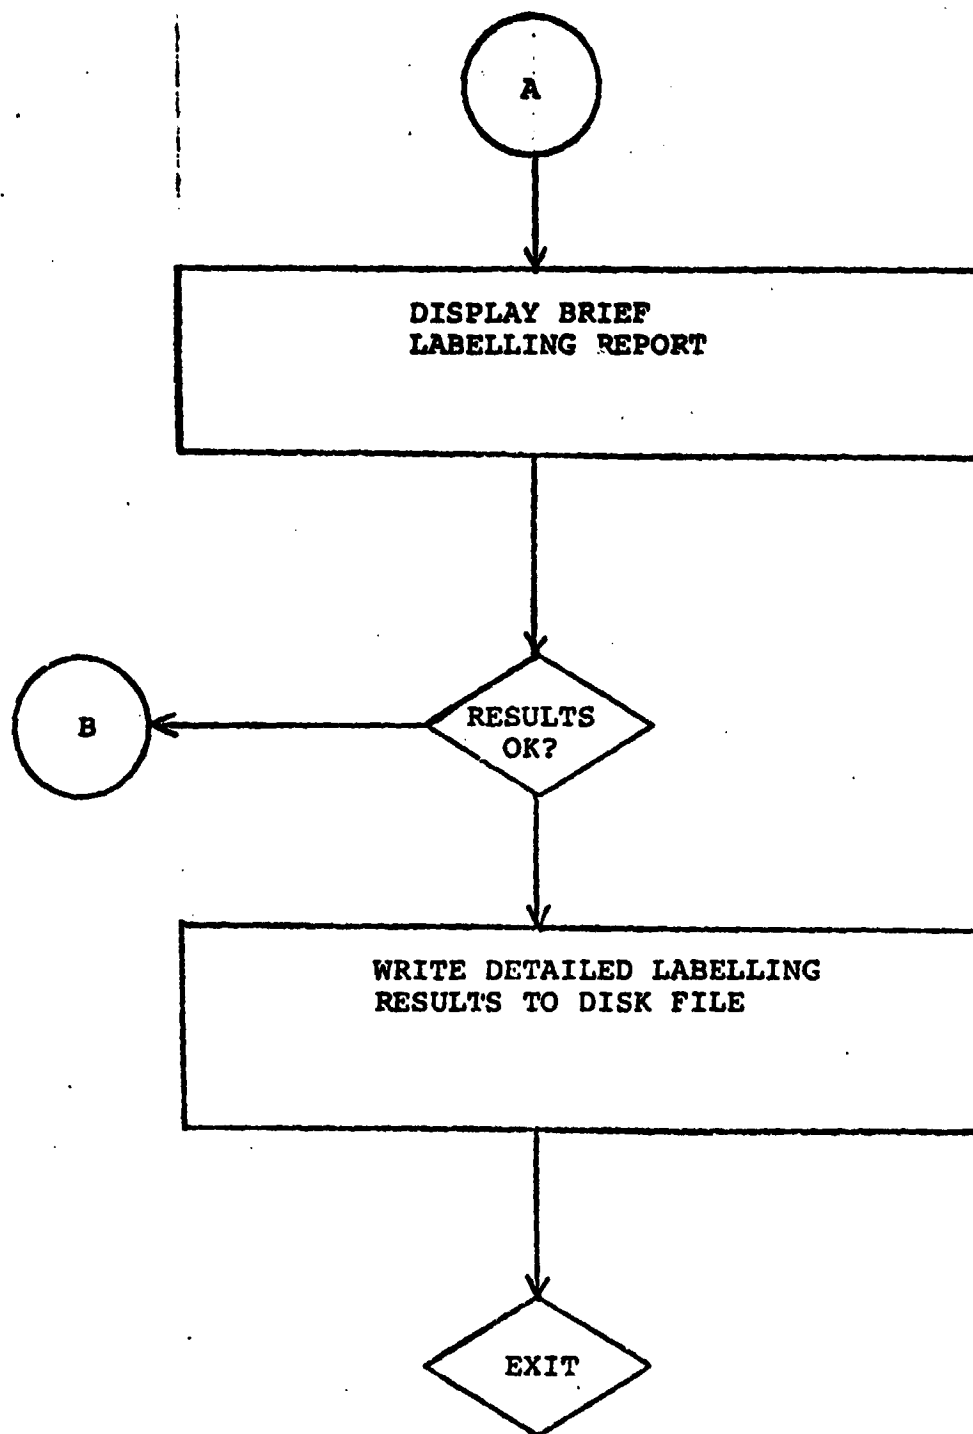 A
DISPLAY BRIEF
LABELLING REPORT
B
RESULTS
OK?
WRITE DETAILED LABELLING
RESULTS TO DISK FILE
EXIT